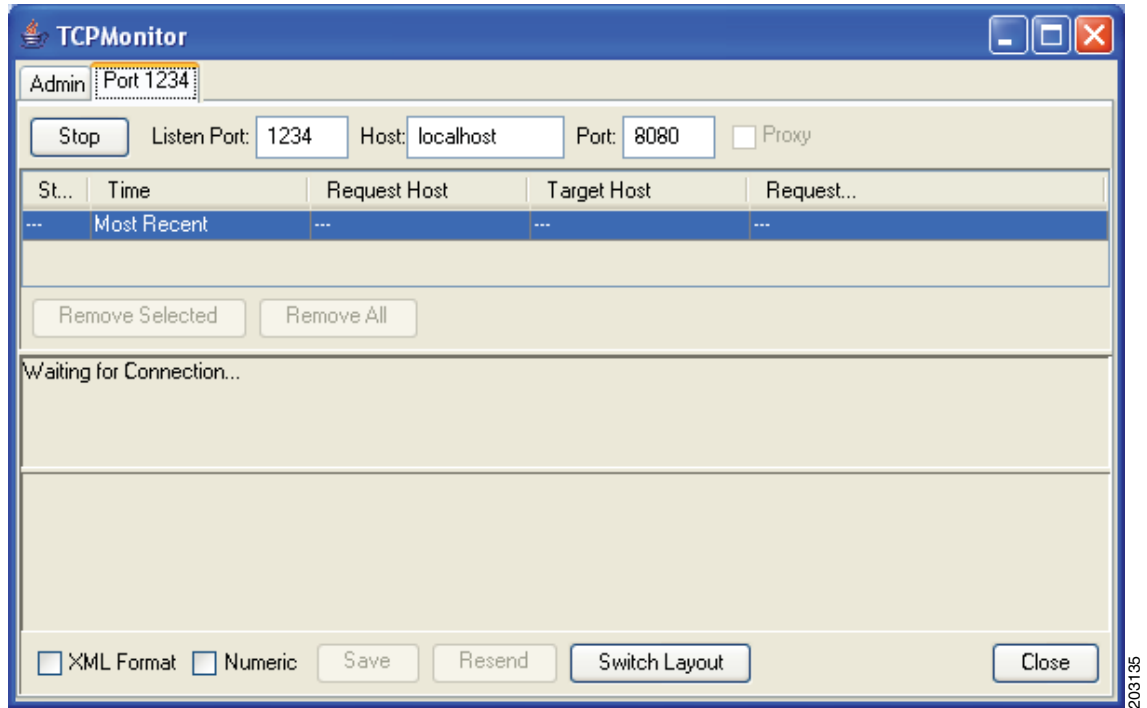 TCPMonitor
Admin Port 1234
Stop Listen Port: 1234 Host: localhost Port: 8080 Proxy
St... Time Request Host Target Host Request...
--- Most Recent --- --- ---
Remove Selected Remove All
Waiting for Connection...
XML Format Numeric Save Resend Switch Layout Close
203135